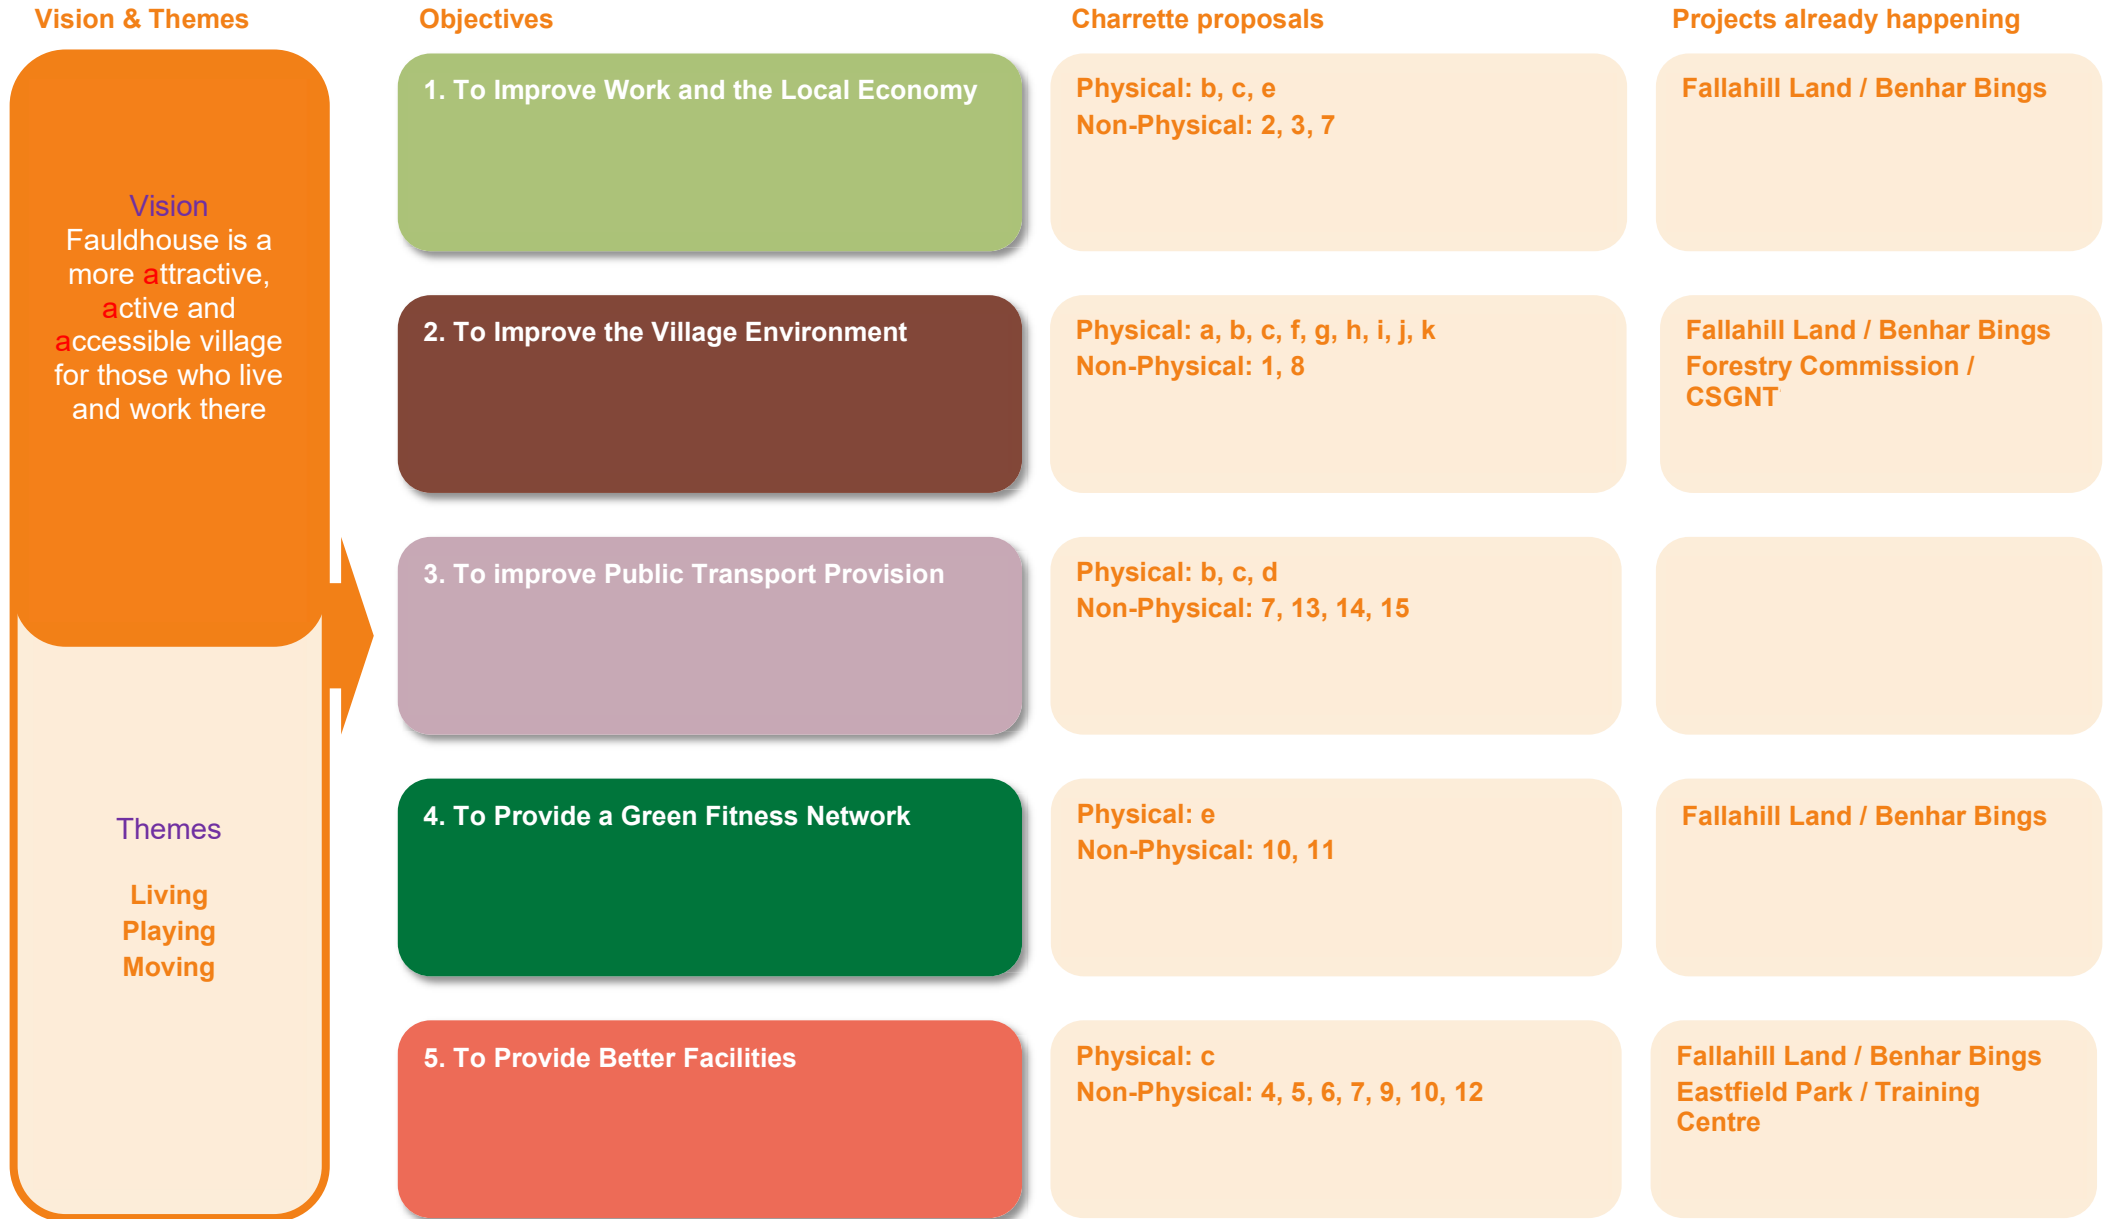 Vision & Themes
Objectives
Charrette proposals
Projects already happening
Vision
Fauldhouse is a
more attractive,
active and
accessible village
for those who live
and work there
Themes
Living
Playing
Moving
1. To Improve Work and the Local Economy
Physical: b, c, e
Non-Physical: 2, 3, 7
Fallahill Land / Benhar Bings
2. To Improve the Village Environment
Physical: a, b, c, f, g, h, i, j, k
Non-Physical: 1, 8
Fallahill Land / Benhar Bings
Forestry Commission /
CSGNT
3. To improve Public Transport Provision
Physical: b, c, d
Non-Physical: 7, 13, 14, 15
4. To Provide a Green Fitness Network
Physical: e
Non-Physical: 10, 11
Fallahill Land / Benhar Bings
5. To Provide Better Facilities
Physical: c
Non-Physical: 4, 5, 6, 7, 9, 10, 12
Fallahill Land / Benhar Bings
Eastfield Park / Training
Centre